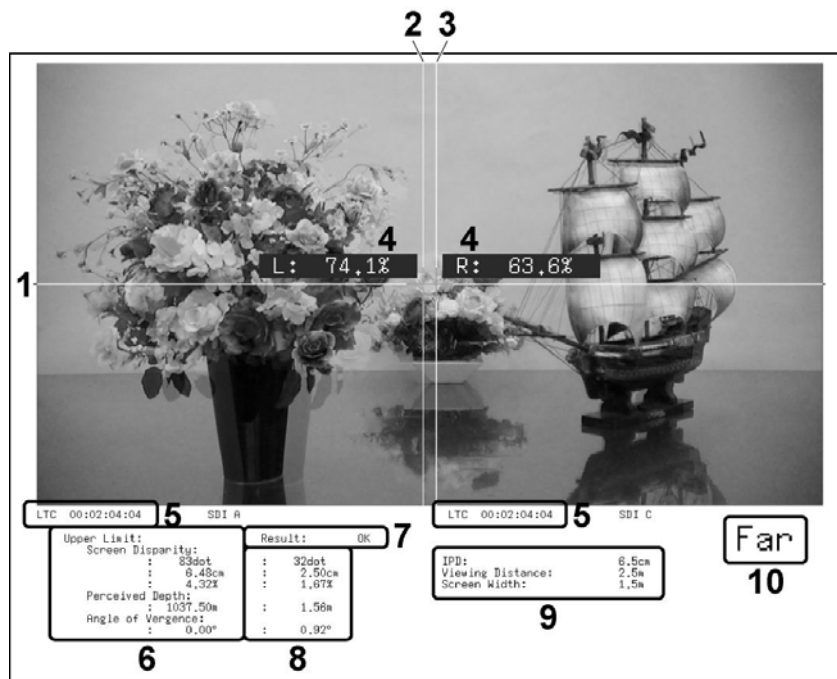 2 3
4 4
L: 74.1% R: 63.6%
1
LTC 00:02:04:04 5 SDI A LTC 00:02:04:04 5 SDI C
Upper Limit: Result: OK 7
Screen Disparity:
: 83dot : 32dot
: 6.48cm : 2.50cm
: 4.32% : 1.67%
Perceived Depth:
: 1037.50m : 1.56m
Angle of Vergence:
: 0.00° : 0.92°
6 8
IPD: 6.5cm
Viewing Distance: 2.5m
Screen Width: 1.5m
9
Far
10